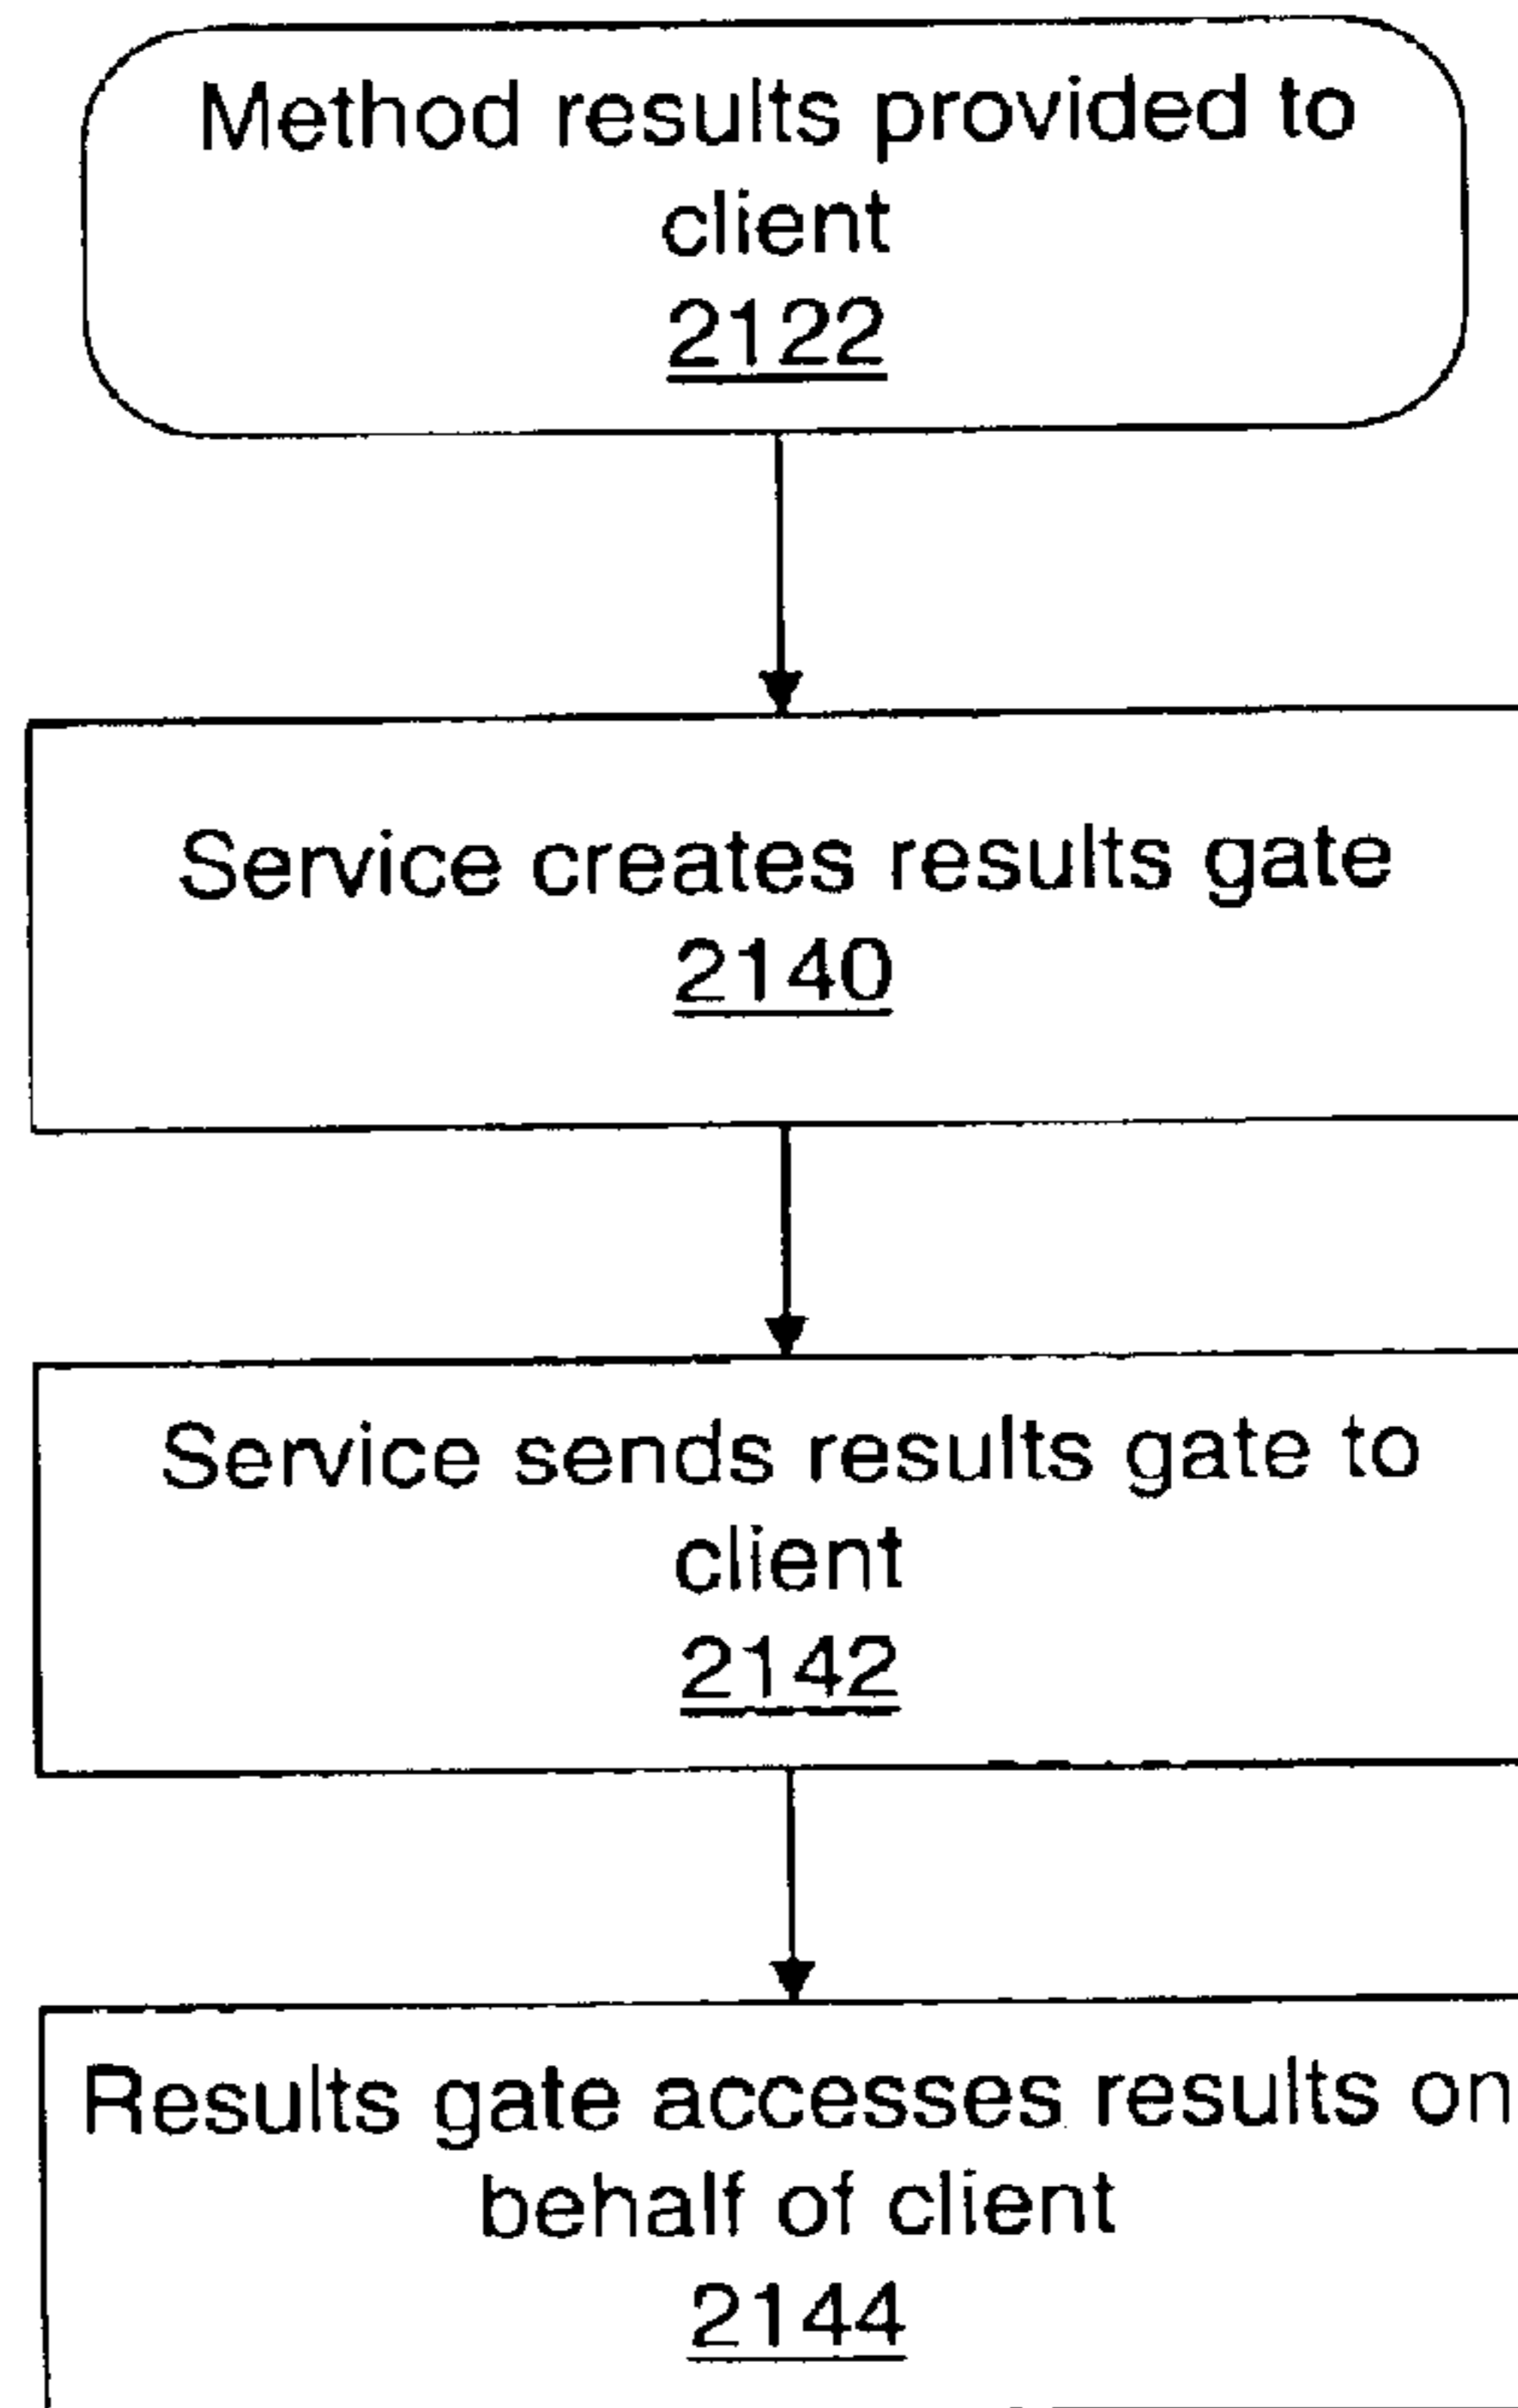 Method results provided to
client
2122
Service creates results gate
2140
Service sends results gate to
client
2142
Results gate accesses results on
behalf of client
2144